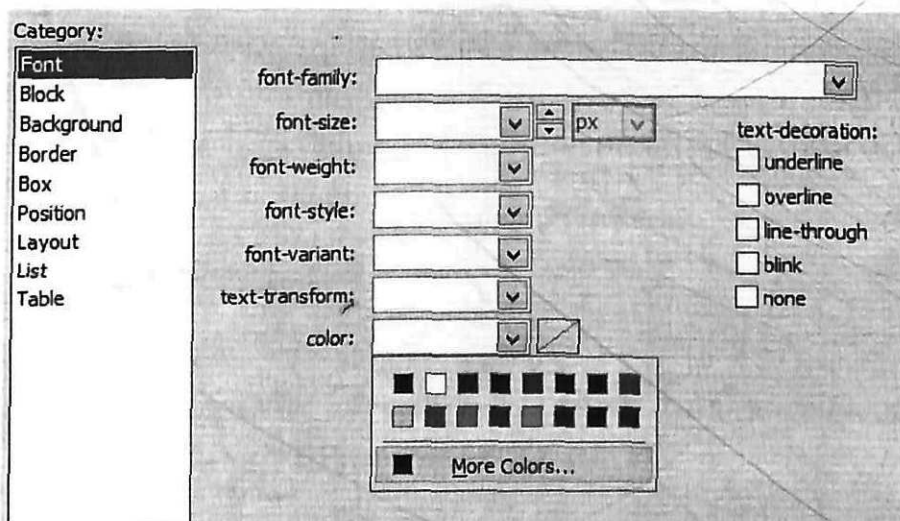 Category:
Font
Block
Background
Border
Box
Position
Layout
List
Table
font-family:
font-size: px
font-weight:
font-style:
font-variant:
text-transform:
color:
More Colors...
text-decoration:
underline
overline
line-through
blink
none